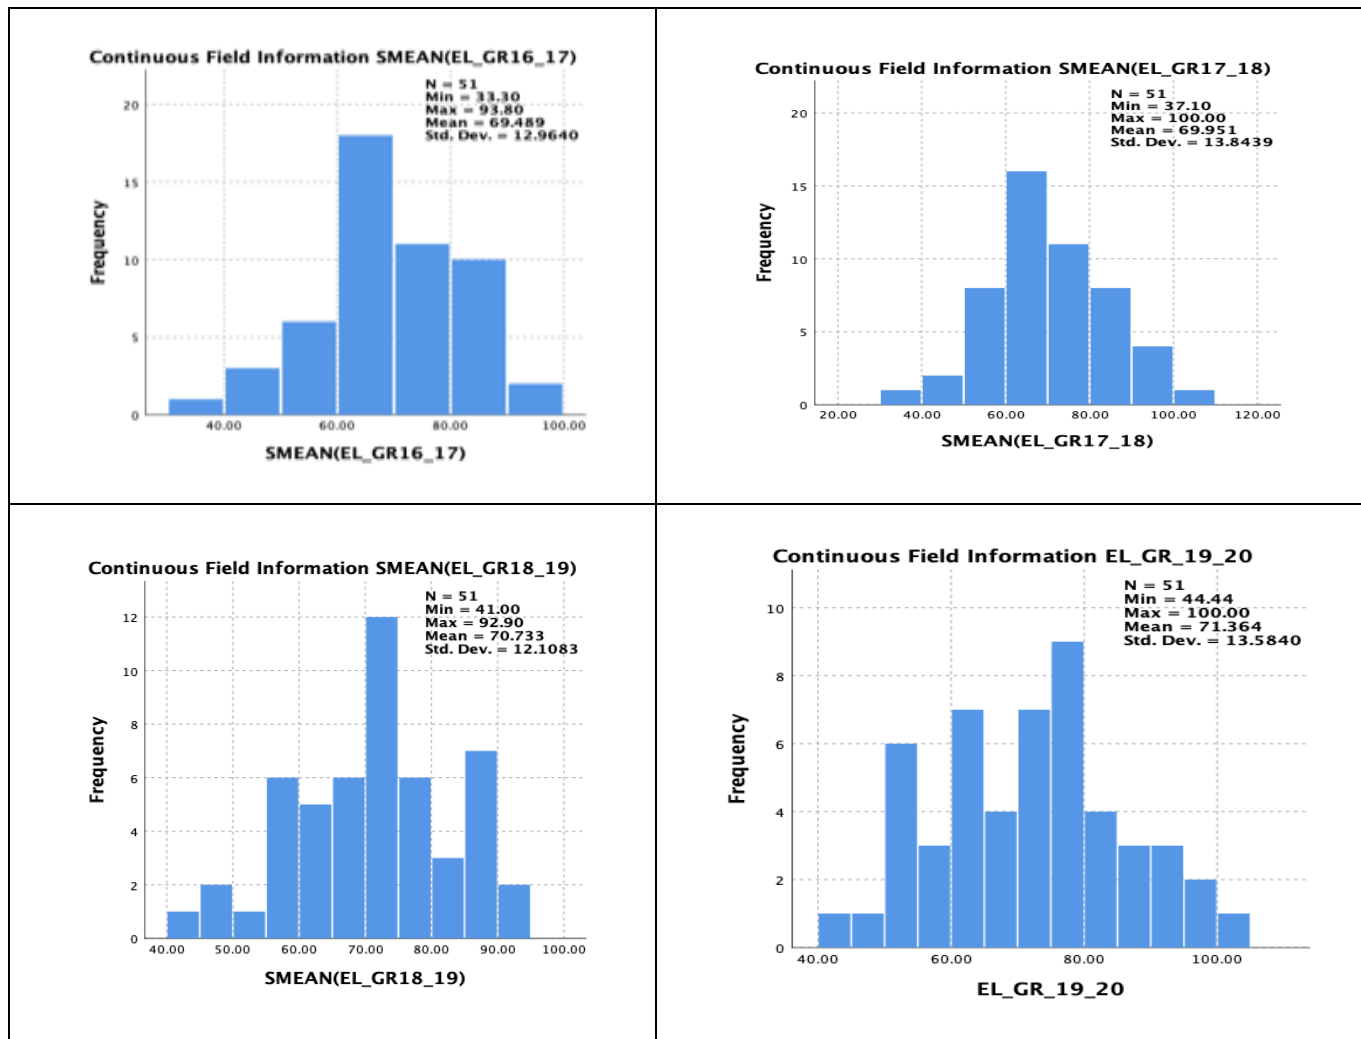 Continuous Field Information SMEAN(EL_GR16_17)
N = 51
Min = 33.30
Max = 93.80
Mean = 69.489
Std. Dev. = 12.9640
20
15
10
5
0
Frequency
40.00 60.00 80.00 100.00
SMEAN(EL_GR16_17)
Continuous Field Information SMEAN(EL_GR17_18)
N = 51
Min = 37.10
Max = 100.00
Mean = 69.951
Std. Dev. = 13.8439
20
15
10
5
0
Frequency
20.00 40.00 60.00 80.00 100.00 120.00
SMEAN(EL_GR17_18)
Continuous Field Information SMEAN(EL_GR18_19)
N = 51
Min = 41.00
Max = 92.90
Mean = 70.733
Std. Dev. = 12.1083
12
10
8
6
4
2
0
Frequency
40.00 50.00 60.00 70.00 80.00 90.00 100.00
SMEAN(EL_GR18_19)
Continuous Field Information EL_GR_19_20
N = 51
Min = 44.44
Max = 100.00
Mean = 71.364
Std. Dev. = 13.5840
10
8
6
4
2
0
Frequency
40.00 60.00 80.00 100.00
EL_GR_19_20